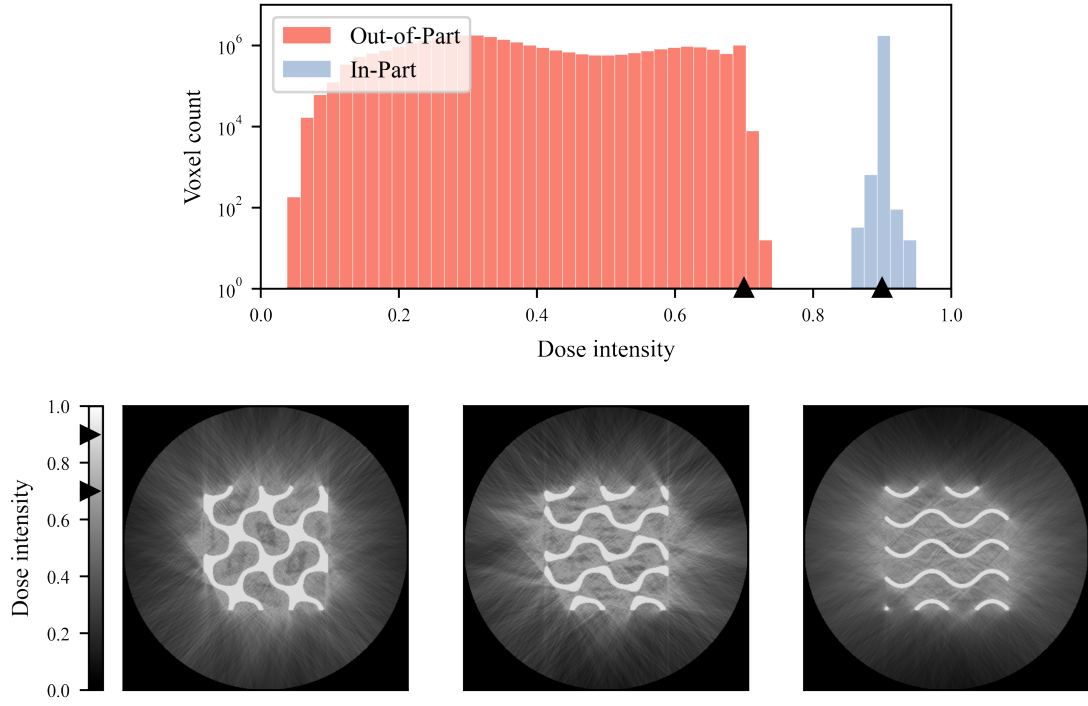 Out-of-Part
In-Part
Voxel count
10^6
10^4
10^2
10^0
0.0 0.2 0.4 0.6 0.8 1.0
Dose intensity
Dose intensity
1.0
0.8
0.6
0.4
0.2
0.0